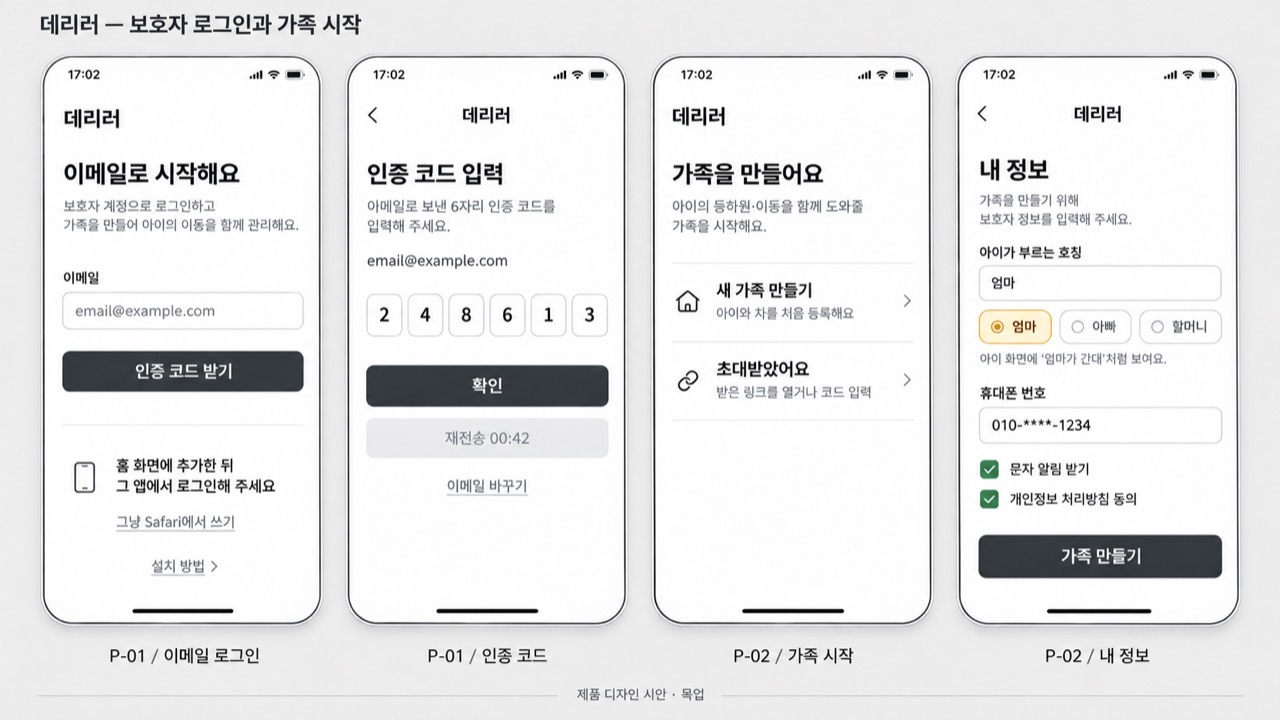 데리러 — 보호자 로그인과 가족 시작
17:02
데리러
이메일로 시작해요
보호자 계정으로 로그인하고
가족을 만들어 아이의 이동을 함께 관리해요.
이메일
email@example.com
인증 코드 받기
홈 화면에 추가한 뒤
그 앱에서 로그인해 주세요
그냥 Safari에서 쓰기
설치 방법 >
P-01 / 이메일 로그인
17:02
데리러
인증 코드 입력
아메일로 보낸 6자리 인증 코드를
입력해 주세요.
email@example.com
2 4 8 6 1 3
확인
재전송 00:42
이메일 바꾸기
P-01 / 인종 코드
17:02
데리러
가족을 만들어요
아이의 등하원·이동을 함께 도와줄
가족을 시작해요.
새 가족 만들기
아이와 차를 처음 등록해요
초대받았어요
받은 링크를 열거나 코드 입력
P-02 / 가족 시작
17:02
데리러
내 정보
가족을 만들기 위해
보호자 정보를 입력해 주세요.
아이가 부르는 호칭
엄마
엄마 아빠 할머니
아이 화면에 '엄마가 간대'처럼 보여요.
휴대폰 번호
010-****-1234
문자 알림 받기
개인정보 처리방침 동의
가족 만들기
P-02 / 내 정보
제품 디자인 시안 · 목업